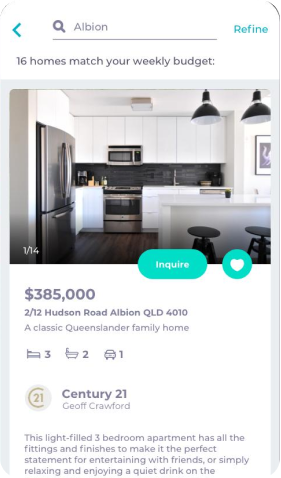 Albion
Refine
16 homes match your weekly budget:
1/14
Inquire
$385,000
2/12 Hudson Road Albion QLD 4010
A classic Queenslander family home
3 2 1
C21
Century 21
Geoff Crawford
This light-filled 3 bedroom apartment has all the
fittings and finishes to make it the perfect
statement for entertaining with friends, or simply
relaxing and enjoying a quiet drink on the